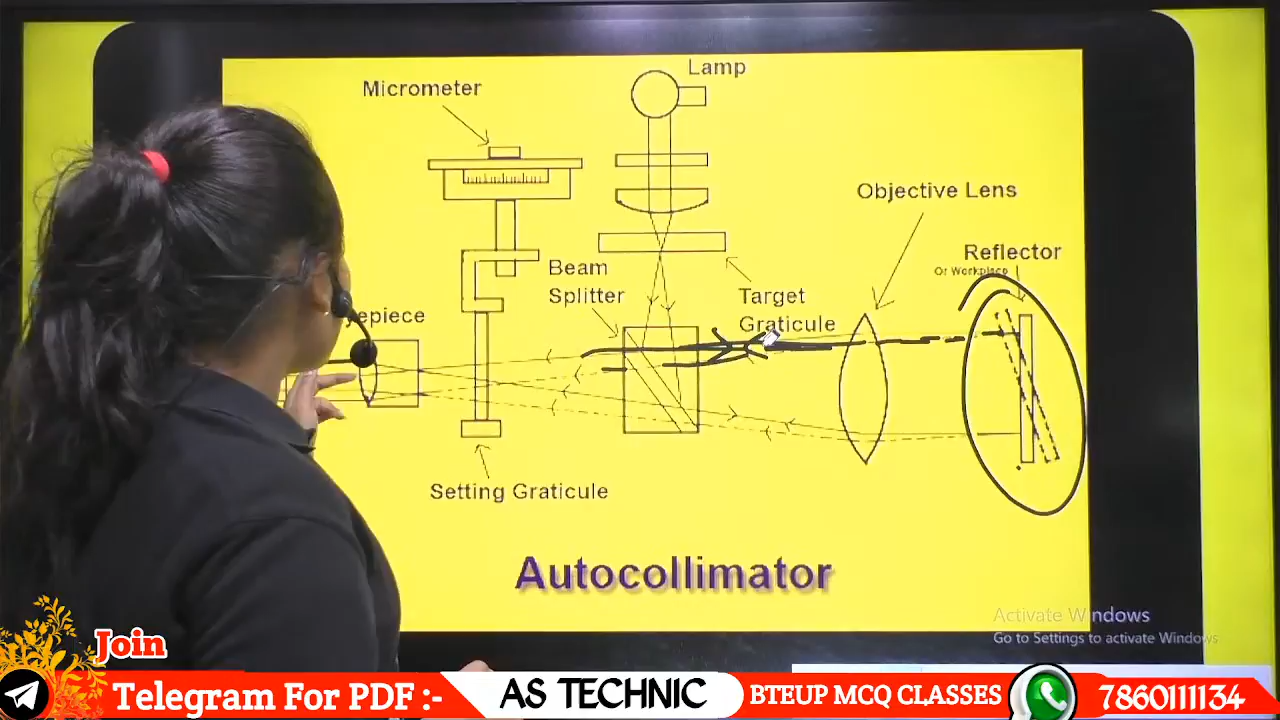 Lamp
Micrometer
Objective Lens
Reflector
Or Workpiece
Beam
Splitter
Target
Graticule
Setting Graticule
Autocollimator
Activate Windows
Go to Settings to activate Windows
Join
Telegram For PDF :-
AS TECHNIC
BTEUP MCQ CLASSES
7860111134